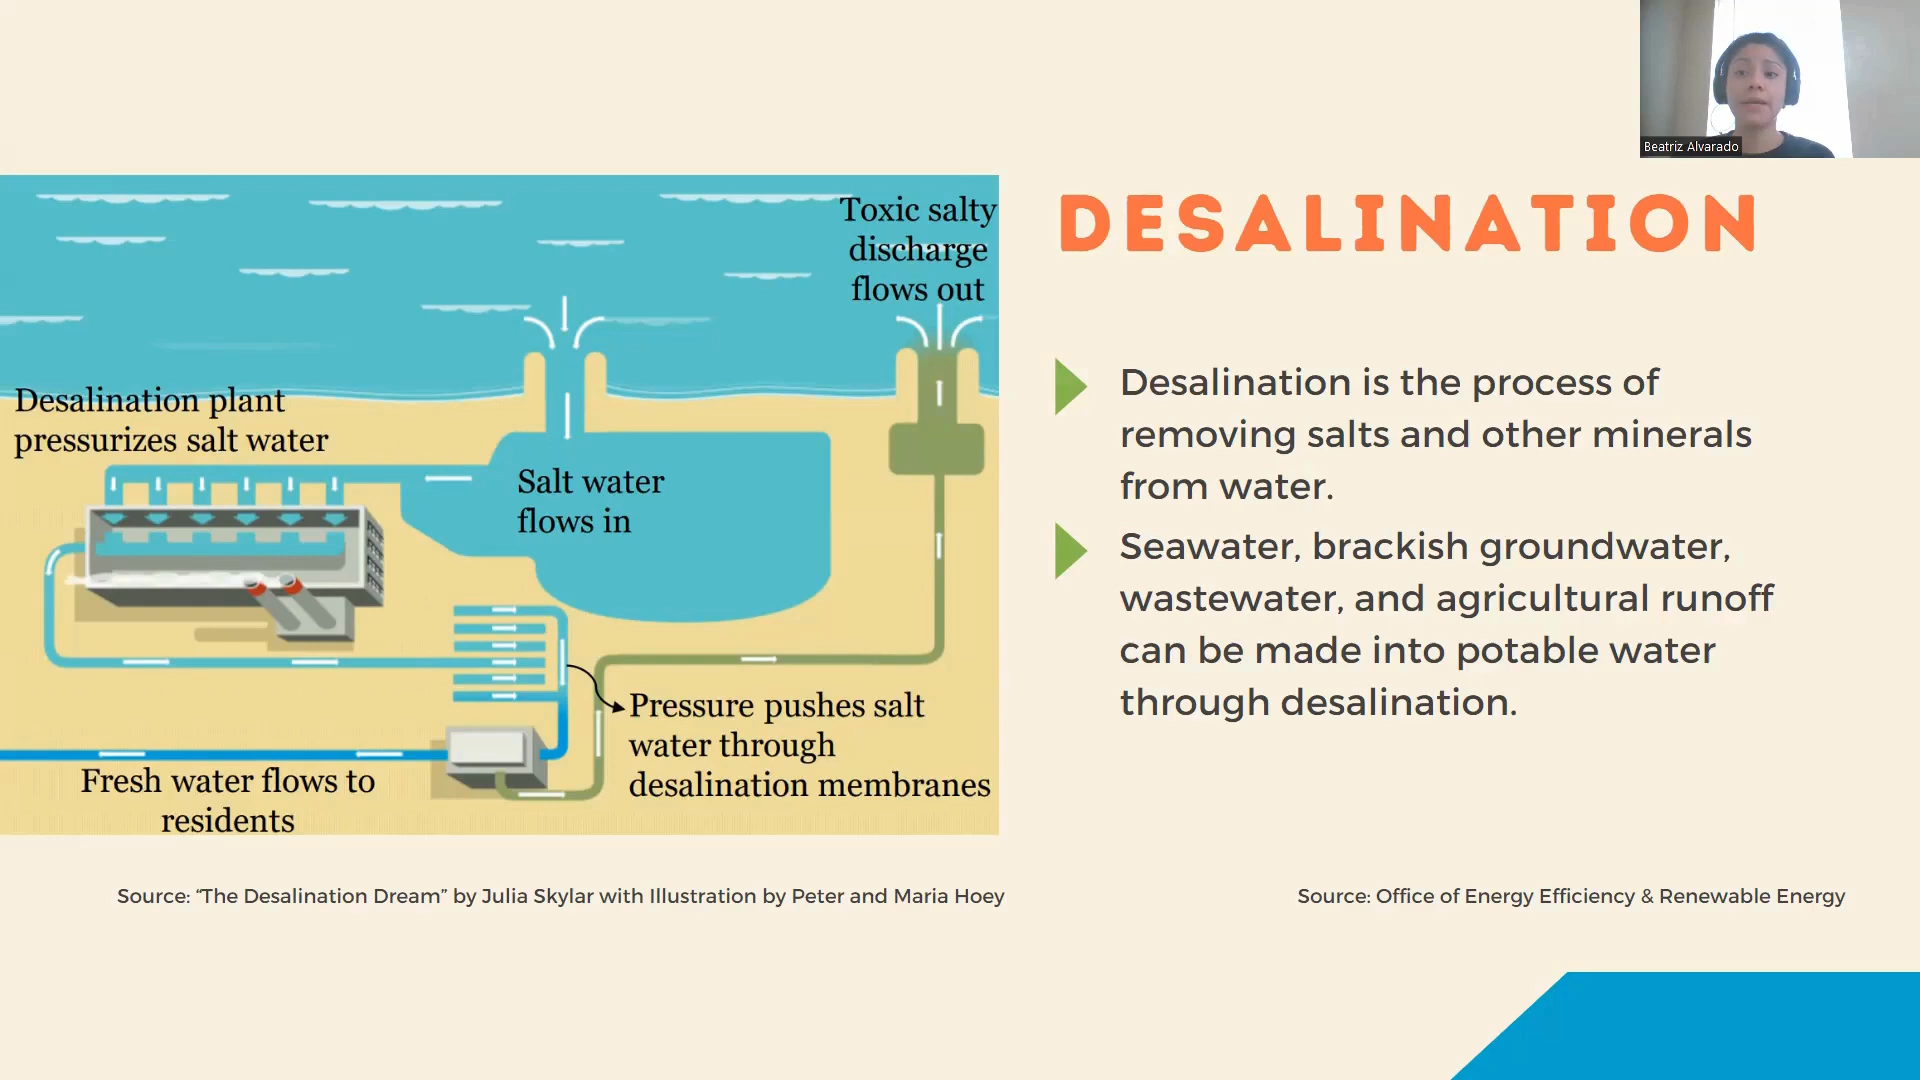 Beatriz Alvarado
Toxic salty
discharge
flows out
Desalination plant
pressurizes salt water
Salt water
flows in
Pressure pushes salt
water through
desalination membranes
Fresh water flows to
residents
Source: “The Desalination Dream” by Julia Skylar with Illustration by Peter and Maria Hoey
DESALINATION
Desalination is the process of
removing salts and other minerals
from water.
Seawater, brackish groundwater,
wastewater, and agricultural runoff
can be made into potable water
through desalination.
Source: Office of Energy Efficiency & Renewable Energy